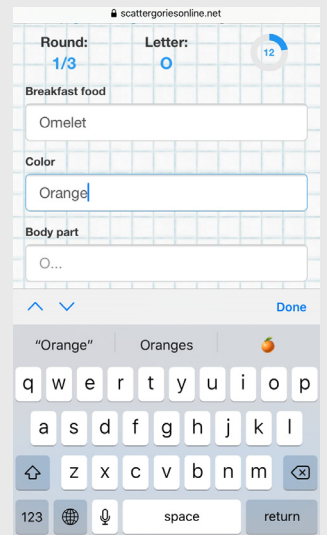 scattergoriesonline.net
Round: Letter:
1/3 O
12
Breakfast food
Omelet
Color
Orange
Body part
O...
Done
“Orange” Oranges
q w e r t y u i o p
a s d f g h j k l
z x c v b n m
123 space return